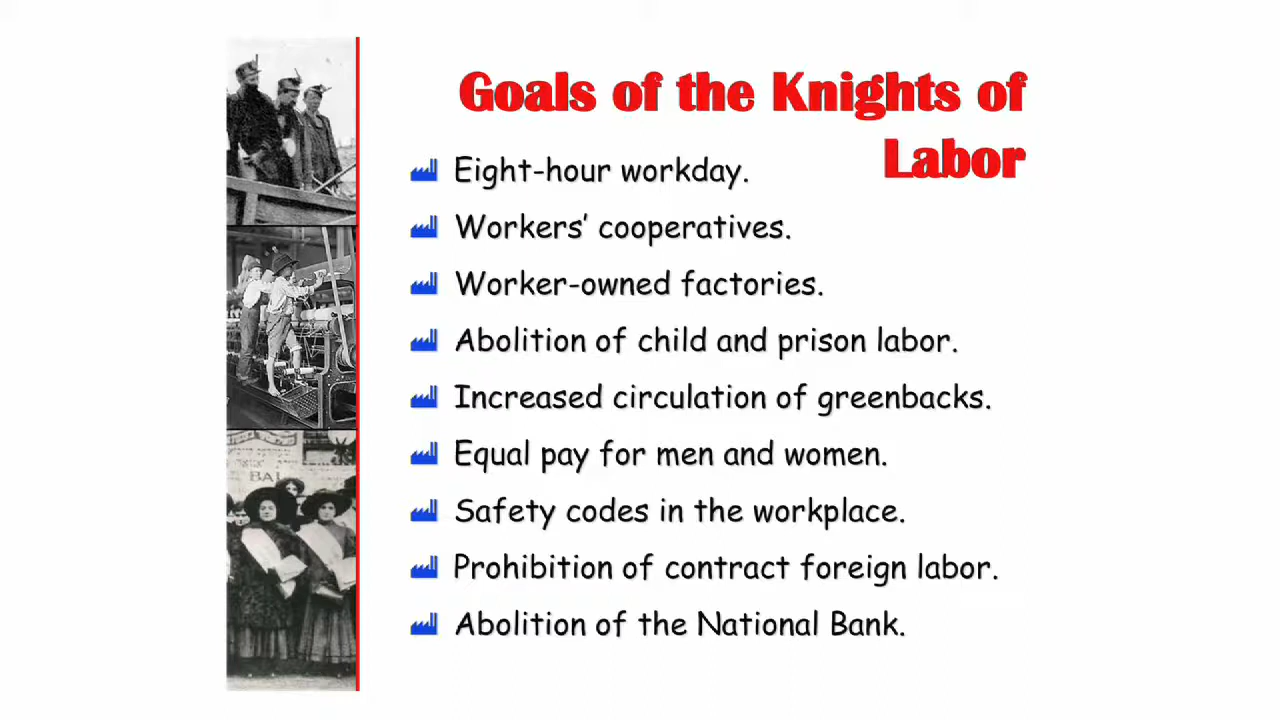 Goals of the Knights of
Labor
Eight-hour workday.
Workers’ cooperatives.
Worker-owned factories.
Abolition of child and prison labor.
Increased circulation of greenbacks.
Equal pay for men and women.
Safety codes in the workplace.
Prohibition of contract foreign labor.
Abolition of the National Bank.